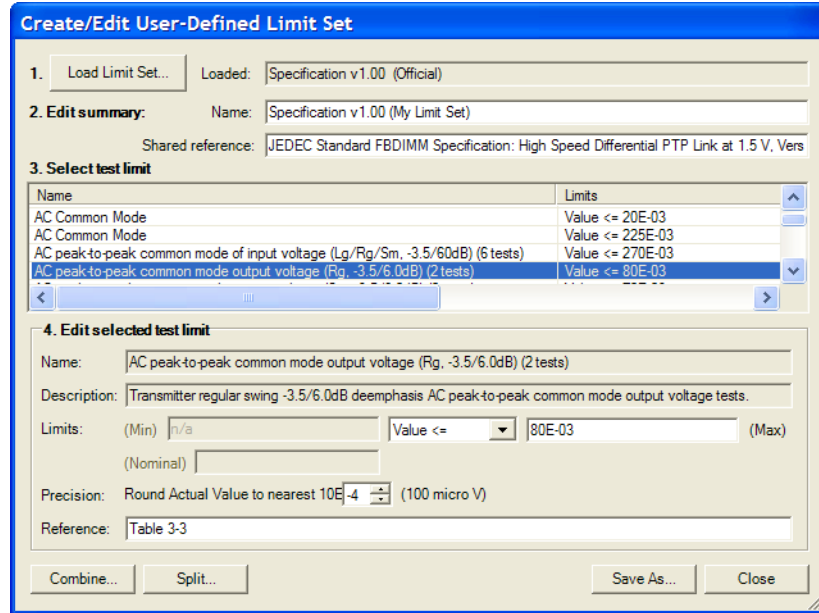 Create/Edit User-Defined Limit Set
1. Load Limit Set... Loaded: Specification v1.00 (Official)
2. Edit summary: Name: Specification v1.00 (My Limit Set)
Shared reference: JEDEC Standard FBDIMM Specification: High Speed Differential PTP Link at 1.5 V, Vers
3. Select test limit
Name Limits
AC Common Mode Value <= 20E-03
AC Common Mode Value <= 225E-03
AC peak-to-peak common mode of input voltage (Lg/Rg/Sm, -3.5/60dB) (6 tests) Value <= 270E-03
AC peak-to-peak common mode output voltage (Rg, -3.5/6.0dB) (2 tests) Value <= 80E-03
4. Edit selected test limit
Name: AC peak-to-peak common mode output voltage (Rg, -3.5/6.0dB) (2 tests)
Description: Transmitter regular swing -3.5/6.0dB deemphasis AC peak-to-peak common mode output voltage tests.
Limits: (Min) n/a Value <= 80E-03 (Max)
(Nominal)
Precision: Round Actual Value to nearest 10E -4 (100 micro V)
Reference: Table 3-3
Combine... Split... Save As... Close